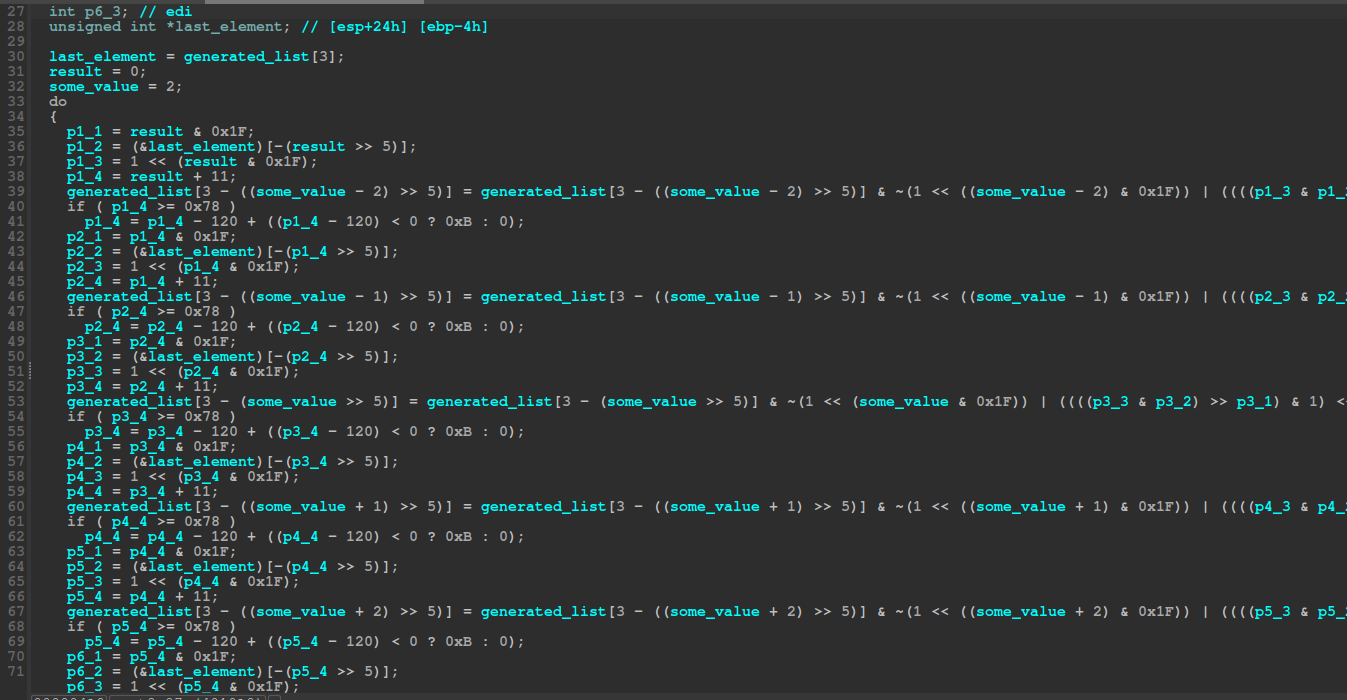 27 int p6_3; // edi
28 unsigned int *last_element; // [esp+24h] [ebp-4h]
29
30 last_element = generated_list[3];
31 result = 0;
32 some_value = 2;
33 do
34 {
35 p1_1 = result & 0x1F;
36 p1_2 = (&last_element)[-(result >> 5)];
37 p1_3 = 1 << (result & 0x1F);
38 p1_4 = result + 11;
39 generated_list[3 - ((some_value - 2) >> 5)] = generated_list[3 - ((some_value - 2) >> 5)] & ~(1 << ((some_value - 2) & 0x1F)) | ((((p1_3 & p1_
40 if ( p1_4 >= 0x78 )
41 p1_4 = p1_4 - 120 + ((p1_4 - 120) < 0 ? 0xB : 0);
42 p2_1 = p1_4 & 0x1F;
43 p2_2 = (&last_element)[-(p1_4 >> 5)];
44 p2_3 = 1 << (p1_4 & 0x1F);
45 p2_4 = p1_4 + 11;
46 generated_list[3 - ((some_value - 1) >> 5)] = generated_list[3 - ((some_value - 1) >> 5)] & ~(1 << ((some_value - 1) & 0x1F)) | ((((p2_3 & p2_
47 if ( p2_4 >= 0x78 )
48 p2_4 = p2_4 - 120 + ((p2_4 - 120) < 0 ? 0xB : 0);
49 p3_1 = p2_4 & 0x1F;
50 p3_2 = (&last_element)[-(p2_4 >> 5)];
51 p3_3 = 1 << (p2_4 & 0x1F);
52 p3_4 = p2_4 + 11;
53 generated_list[3 - (some_value >> 5)] = generated_list[3 - (some_value >> 5)] & ~(1 << (some_value & 0x1F)) | ((((p3_3 & p3_2) >> p3_1) & 1) <
54 if ( p3_4 >= 0x78 )
55 p3_4 = p3_4 - 120 + ((p3_4 - 120) < 0 ? 0xB : 0);
56 p4_1 = p3_4 & 0x1F;
57 p4_2 = (&last_element)[-(p3_4 >> 5)];
58 p4_3 = 1 << (p3_4 & 0x1F);
59 p4_4 = p3_4 + 11;
60 generated_list[3 - ((some_value + 1) >> 5)] = generated_list[3 - ((some_value + 1) >> 5)] & ~(1 << ((some_value + 1) & 0x1F)) | ((((p4_3 & p4_
61 if ( p4_4 >= 0x78 )
62 p4_4 = p4_4 - 120 + ((p4_4 - 120) < 0 ? 0xB : 0);
63 p5_1 = p4_4 & 0x1F;
64 p5_2 = (&last_element)[-(p4_4 >> 5)];
65 p5_3 = 1 << (p4_4 & 0x1F);
66 p5_4 = p4_4 + 11;
67 generated_list[3 - ((some_value + 2) >> 5)] = generated_list[3 - ((some_value + 2) >> 5)] & ~(1 << ((some_value + 2) & 0x1F)) | ((((p5_3 & p5_
68 if ( p5_4 >= 0x78 )
69 p5_4 = p5_4 - 120 + ((p5_4 - 120) < 0 ? 0xB : 0);
70 p6_1 = p5_4 & 0x1F;
71 p6_2 = (&last_element)[-(p5_4 >> 5)];
p6_3 = 1 << (p5_4 & 0x1F);